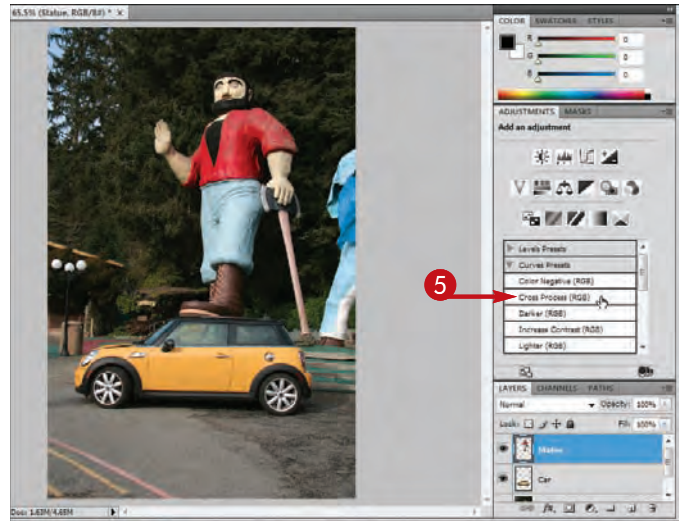 65.5% (Statue, RGB/8#) * x
COLOR SWATCHES STYLES
R 0
G 0
B 0
ADJUSTMENTS MASKS
Add an adjustment
Levels Presets
Curves Presets
Color Negative (RGB)
5
Cross Process (RGB)
Darker (RGB)
Increase Contrast (RGB)
Lighter (RGB)
LAYERS CHANNELS PATHS
Normal Opacity: 100%
Lock: Fill: 100%
Statue
Car
fx.
Doc: 1.63M/4.65M